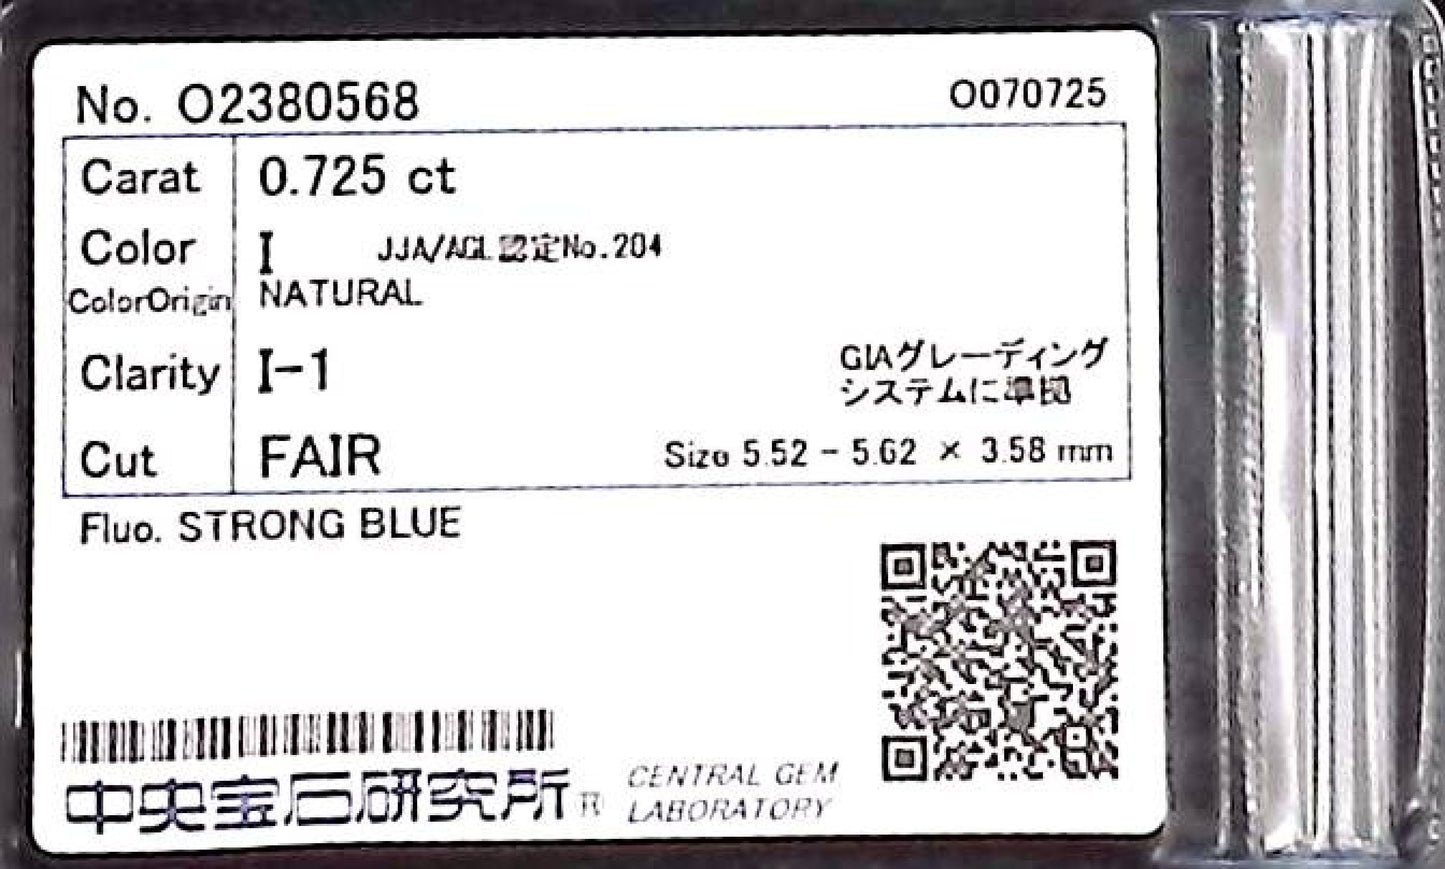 No. O2380568 O070725
Carat 0.725 ct
Color I JJA/AGL認定No.204
ColorOrigin NATURAL
Clarity I-1 GIAグレーディング
システムに準拠
Cut FAIR Size 5.52 - 5.62 × 3.58 mm
Fluo. STRONG BLUE
中央宝石研究所® CENTRAL GEM
LABORATORY